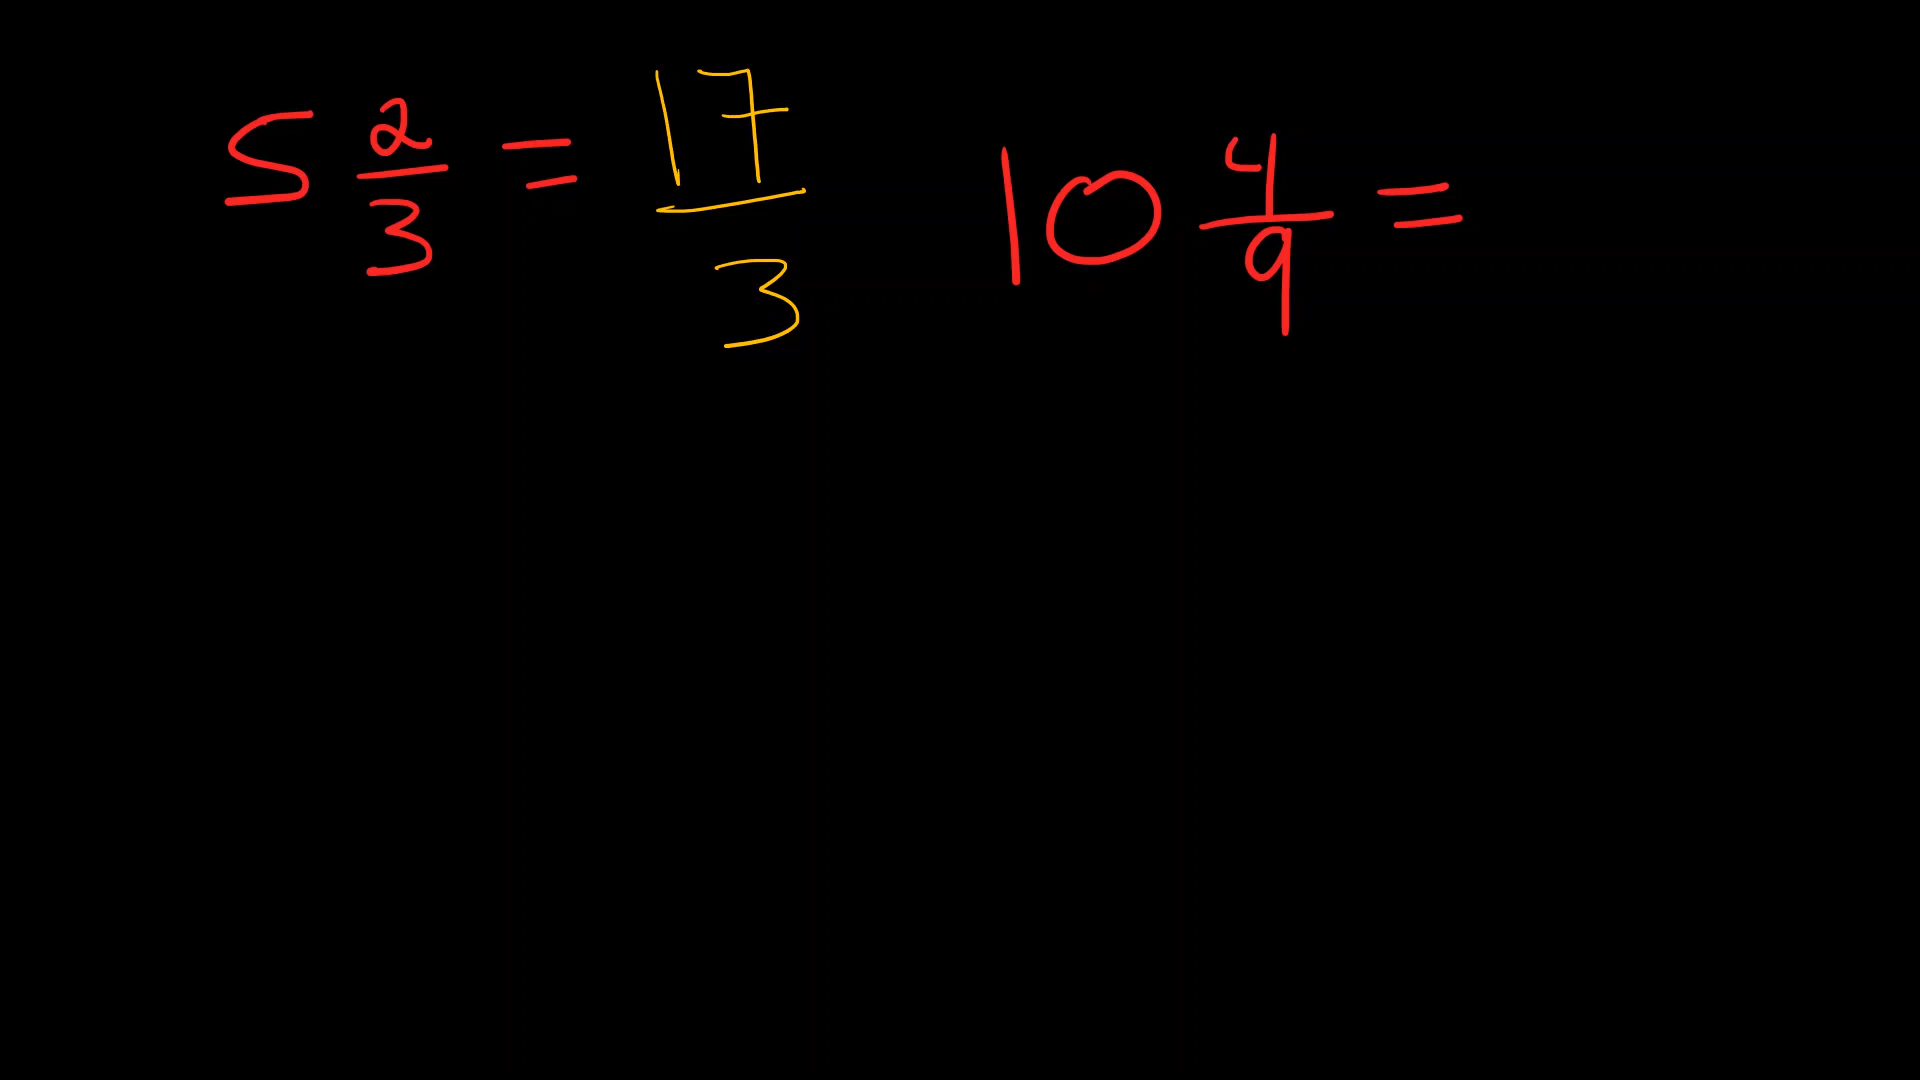 5 2/3 = 17/3
10 4/9 =